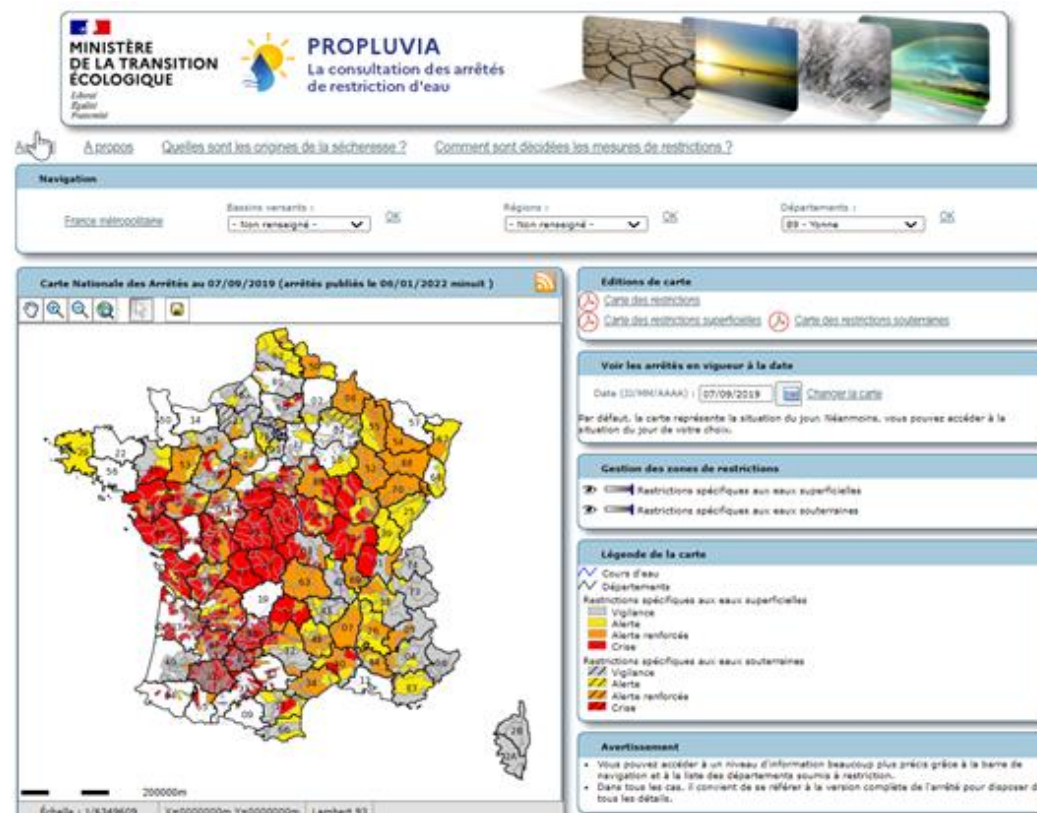 MINISTÈRE
DE LA TRANSITION
ÉCOLOGIQUE
Liberté
Égalité
Fraternité
PROPLUVIA
La consultation des arrêtés
de restriction d'eau
A propos Quelles sont les origines de la sécheresse ? Comment sont décidées les mesures de restrictions ?
Navigation
France métropolitaine
Bassins versants :
- Non renseigné - OK
Régions :
- Non renseigné - OK
Départements :
89 - Yonne OK
Carte Nationale des Arrêtés au 07/09/2019 (arrêtés publiés le 06/01/2022 minuit )
200000m
Échelle : 1/6349609 X=0000000m Y=0000000m Lambert 93
Editions de carte
Carte des restrictions
Carte des restrictions superficielles Carte des restrictions souterraines
Voir les arrêtés en vigueur à la date
Date (JJ/MM/AAAA) : 07/09/2019 Changer la carte
Par défaut, la carte représente la situation du jour. Néanmoins, vous pouvez accéder à la
situation du jour de votre choix.
Gestion des zones de restrictions
Restrictions spécifiques aux eaux superficielles
Restrictions spécifiques aux eaux souterraines
Légende de la carte
Cours d'eau
Départements
Restrictions spécifiques aux eaux superficielles
Vigilance
Alerte
Alerte renforcée
Crise
Restrictions spécifiques aux eaux souterraines
Vigilance
Alerte
Alerte renforcée
Crise
Avertissement
Vous pouvez accéder à un niveau d'information beaucoup plus précis grâce à la barre de
navigation et à la liste des départements soumis à restriction.
Dans tous les cas, il convient de se référer à la version complète de l'arrêté pour disposer de
tous les détails.